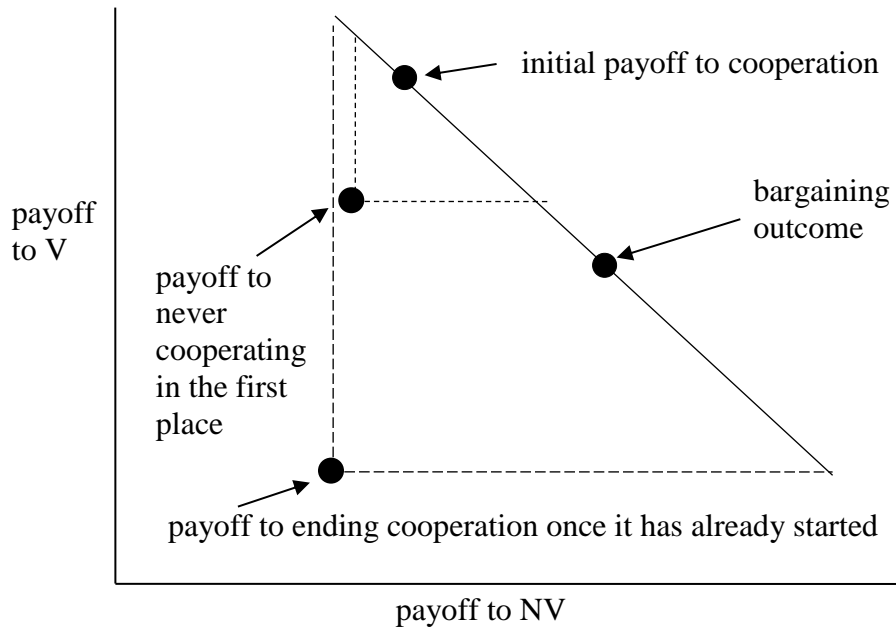 initial payoff to cooperation
bargaining
outcome
payoff
to V
payoff to
never
cooperating
in the first
place
payoff to ending cooperation once it has already started
payoff to NV